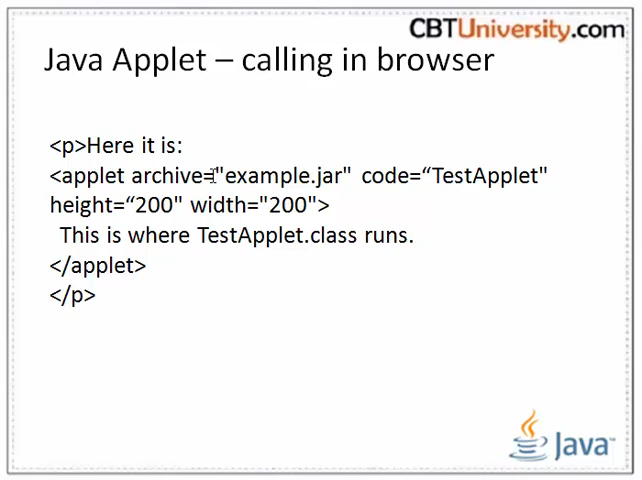 CBTUniversity.com
Java Applet – calling in browser
<p>Here it is:
<applet archive="example.jar" code=“TestApplet"
height=“200" width="200">
This is where TestApplet.class runs.
</applet>
</p>
Java™